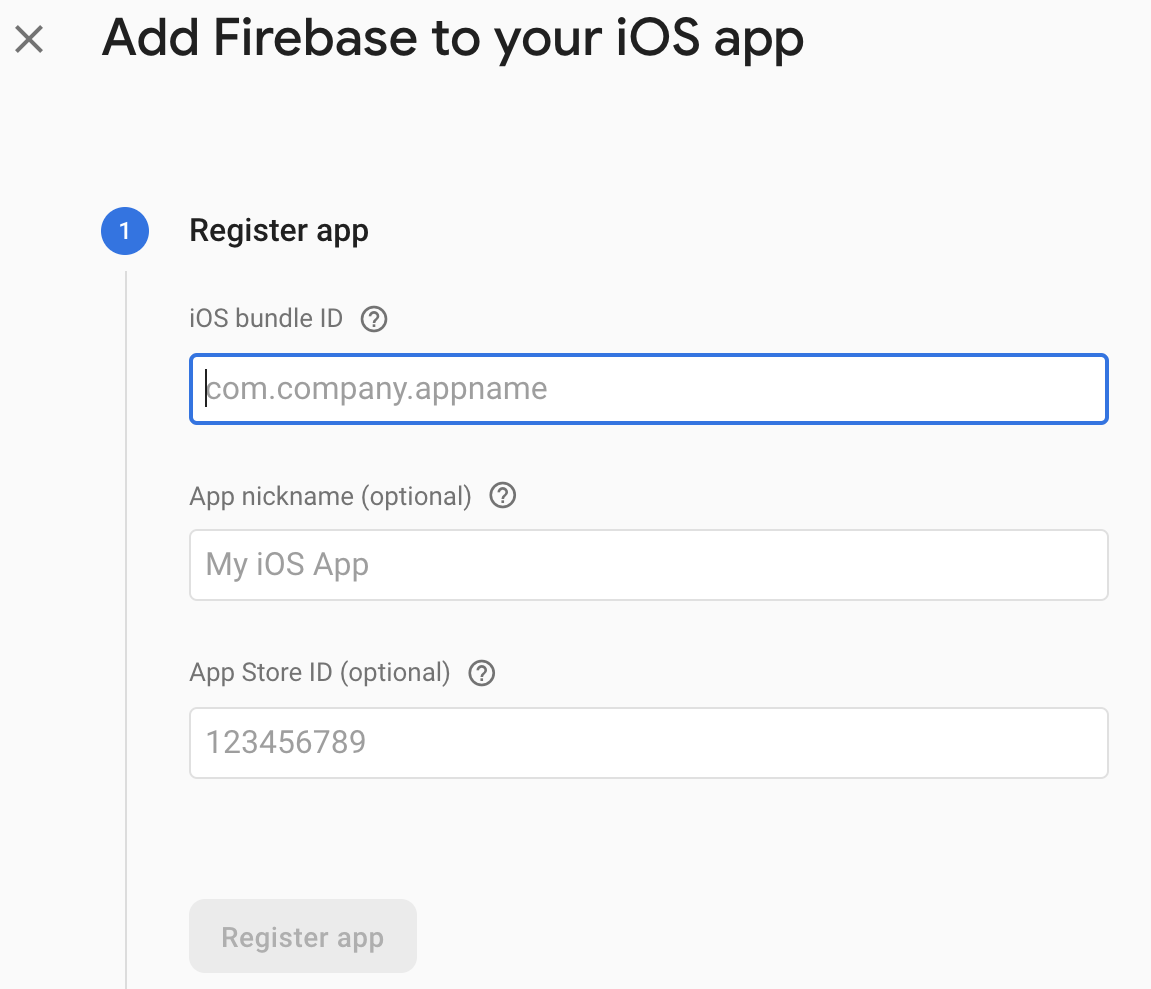 Add Firebase to your iOS app
1 Register app
iOS bundle ID ?
com.company.appname
App nickname (optional) ?
My iOS App
App Store ID (optional) ?
123456789
Register app